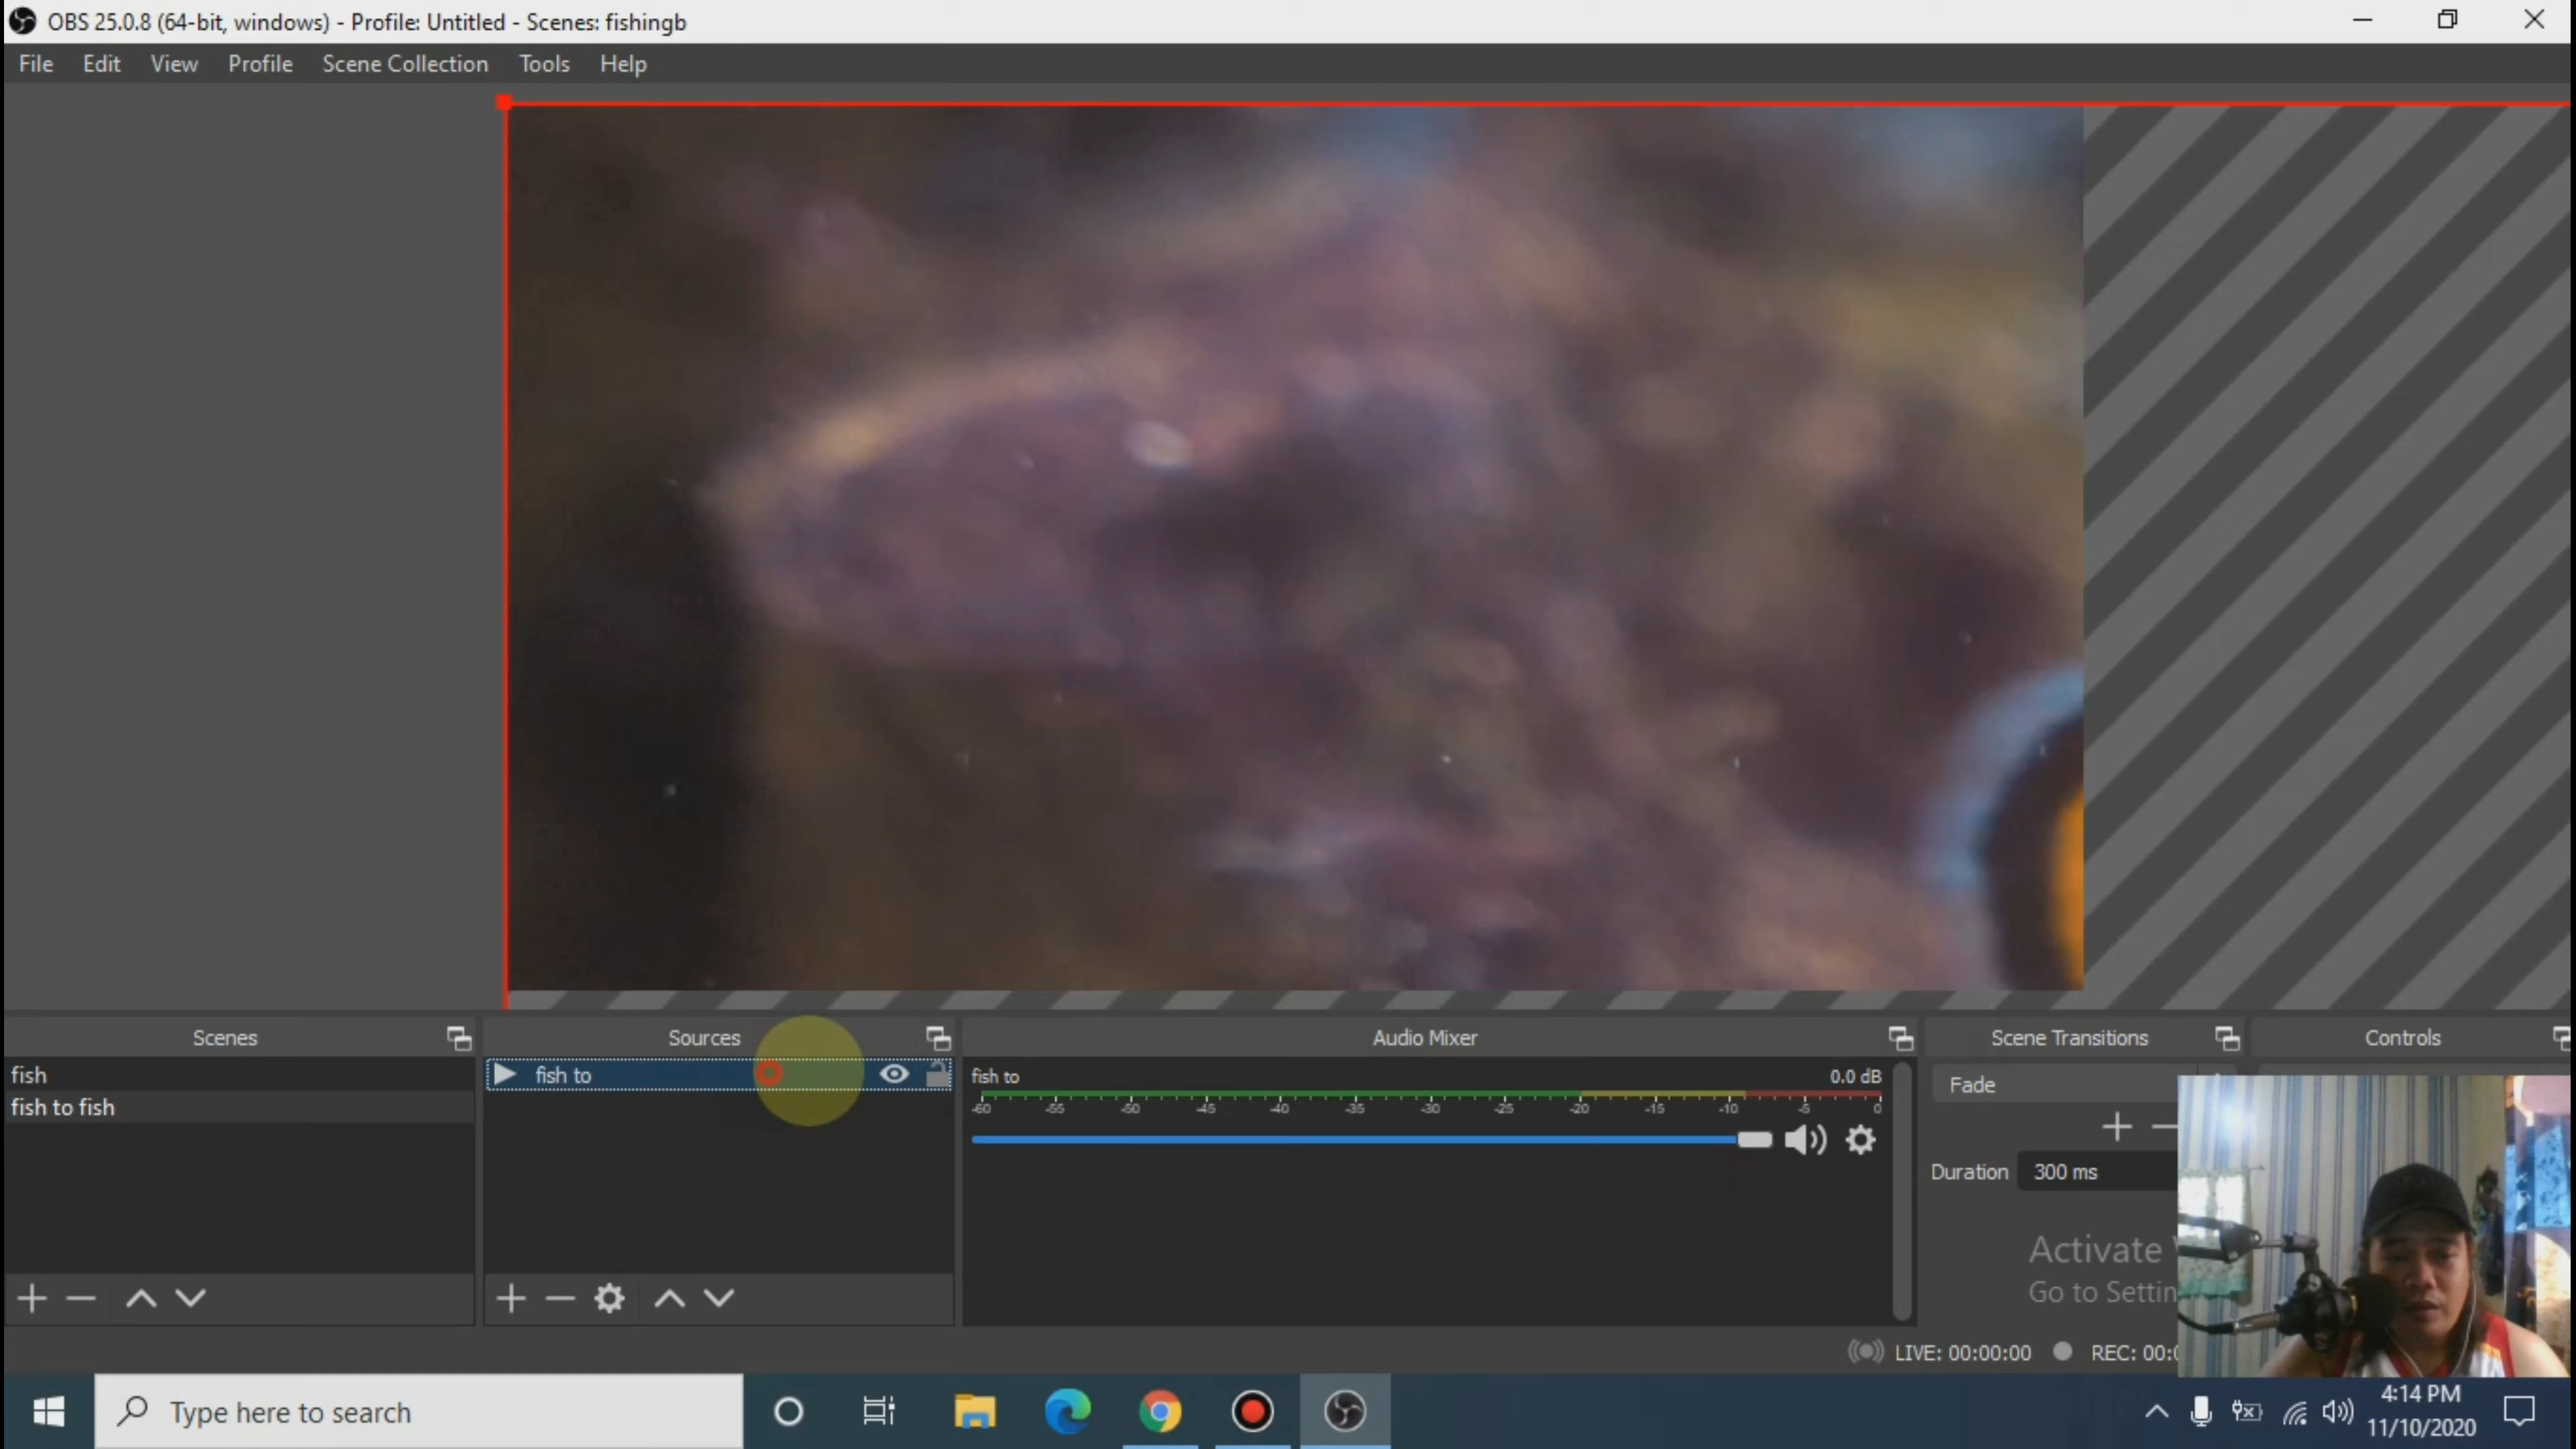 OBS 25.0.8 (64-bit, windows) - Profile: Untitled - Scenes: fishingb
File Edit View Profile Scene Collection Tools Help
Scenes Sources Audio Mixer Scene Transitions Controls
fish
fish to fish
fish to
fish to 0.0 dB
-60 -55 -50 -45 -40 -35 -30 -25 -20 -15 -10 -5 0
Fade
Duration 300 ms
Activate
Go to Settin
LIVE: 00:00:00 REC: 00:
Type here to search
4:14 PM
11/10/2020